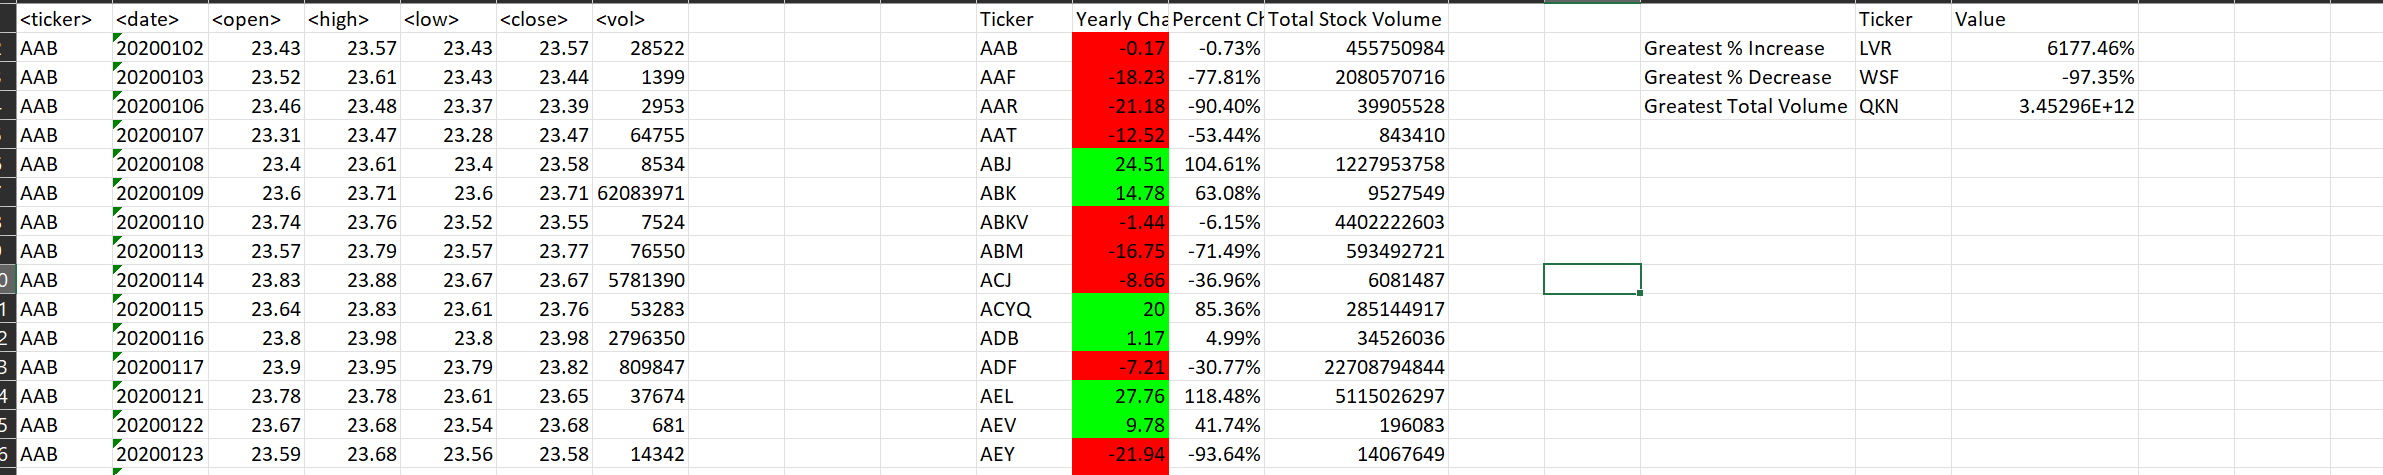 <ticker> <date> <open> <high> <low> <close> <vol> Ticker Yearly Cha Percent Ch Total Stock Volume Ticker Value
AAB 20200102 23.43 23.57 23.43 23.57 28522 AAB -0.17 -0.73% 455750984 Greatest % Increase LVR 6177.46%
AAB 20200103 23.52 23.61 23.43 23.44 1399 AAF -18.23 -77.81% 2080570716 Greatest % Decrease WSF -97.35%
AAB 20200106 23.46 23.48 23.37 23.39 2953 AAR -21.18 -90.40% 39905528 Greatest Total Volume QKN 3.45296E+12
AAB 20200107 23.31 23.47 23.28 23.47 64755 AAT -12.52 -53.44% 843410
AAB 20200108 23.4 23.61 23.4 23.58 8534 ABJ 24.51 104.61% 1227953758
AAB 20200109 23.6 23.71 23.6 23.71 62083971 ABK 14.78 63.08% 9527549
AAB 20200110 23.74 23.76 23.52 23.55 7524 ABKV -1.44 -6.15% 4402222603
AAB 20200113 23.57 23.79 23.57 23.77 76550 ABM -16.75 -71.49% 593492721
AAB 20200114 23.83 23.88 23.67 23.67 5781390 ACJ -8.66 -36.96% 6081487
AAB 20200115 23.64 23.83 23.61 23.76 53283 ACYQ 20 85.36% 285144917
AAB 20200116 23.8 23.98 23.8 23.98 2796350 ADB 1.17 4.99% 34526036
AAB 20200117 23.9 23.95 23.79 23.82 809847 ADF -7.21 -30.77% 22708794844
AAB 20200121 23.78 23.78 23.61 23.65 37674 AEL 27.76 118.48% 5115026297
AAB 20200122 23.67 23.68 23.54 23.68 681 AEV 9.78 41.74% 196083
AAB 20200123 23.59 23.68 23.56 23.58 14342 AEY -21.94 -93.64% 14067649